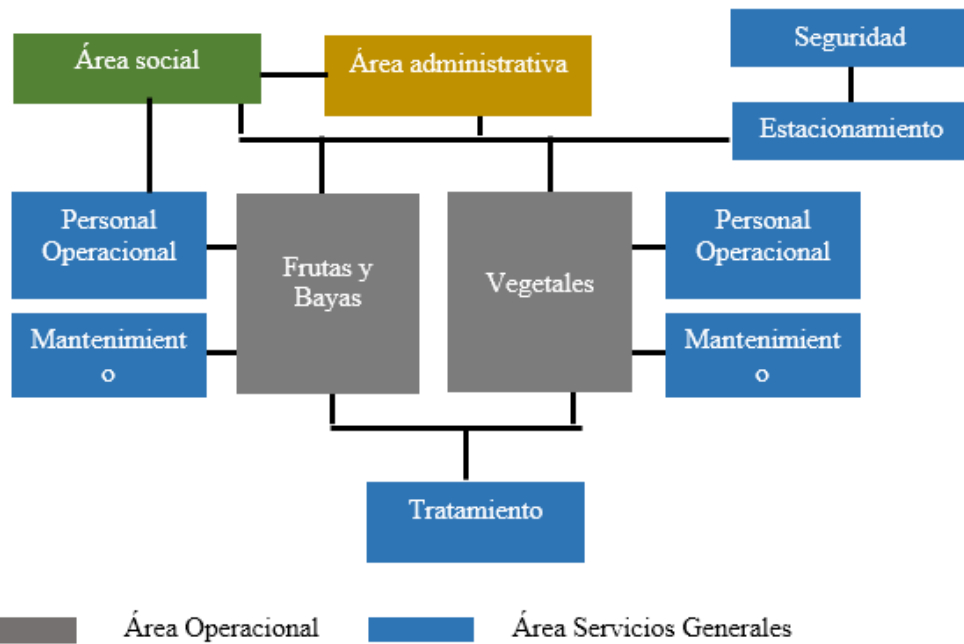 Área social
Área administrativa
Seguridad
Estacionamiento
Personal
Operacional
Frutas y
Bayas
Vegetales
Personal
Operacional
Mantenimient
o
Mantenimient
o
Tratamiento
Área Operacional
Área Servicios Generales